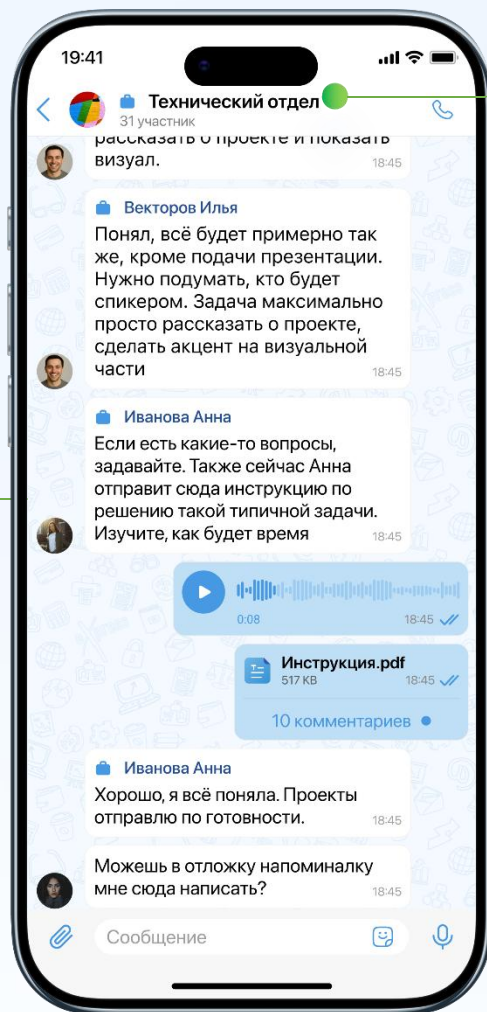 19:41
Технический отдел
31 участник
рассказать о проекте и показать
визуал.
18:45
Векторов Илья
Понял, всё будет примерно так
же, кроме подачи презентации.
Нужно подумать, кто будет
спикером. Задача максимально
просто рассказать о проекте,
сделать акцент на визуальной
части
18:45
Иванова Анна
Если есть какие-то вопросы,
задавайте. Также сейчас Анна
отправит сюда инструкцию по
решению такой типичной задачи.
Изучите, как будет время
18:45
0:08
18:45
Инструкция.pdf
517 KB
18:45
10 комментариев
Иванова Анна
Хорошо, я всё поняла. Проекты
отправлю по готовности.
18:45
Можешь в отложку напоминалку
мне сюда написать?
18:45
Сообщение